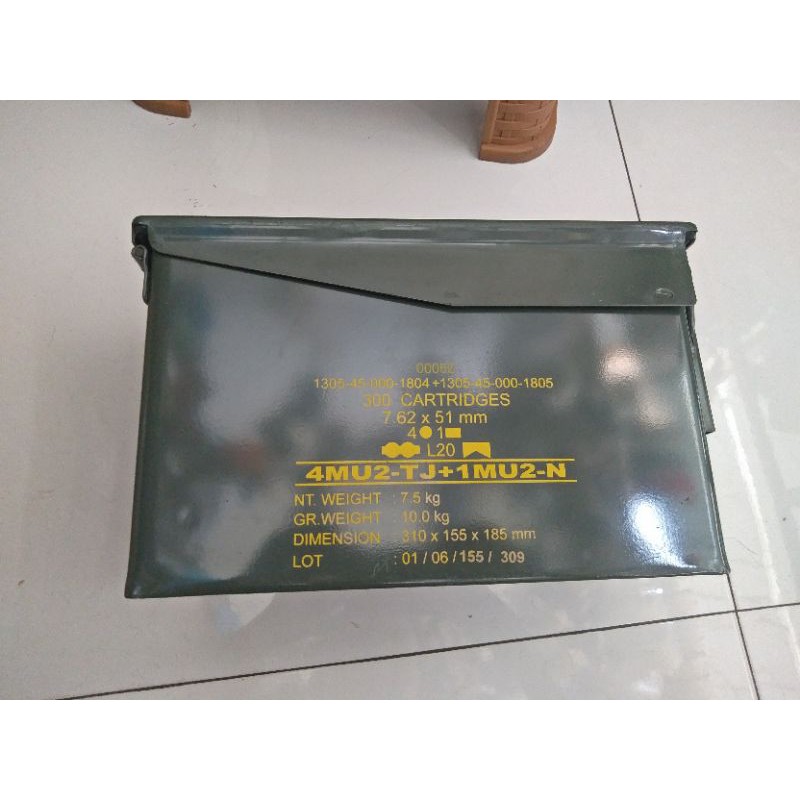 1305-45-000-1804+1305-45-000-1805
300 CARTRIDGES
7.62 x 51 mm
4 1
L20
4MU2-TJ+1MU2-N
NT. WEIGHT : 7.5 kg
GR.WEIGHT : 10.0 kg
DIMENSION : 310 x 155 x 185 mm
LOT : 01 / 06 / 155 / 309